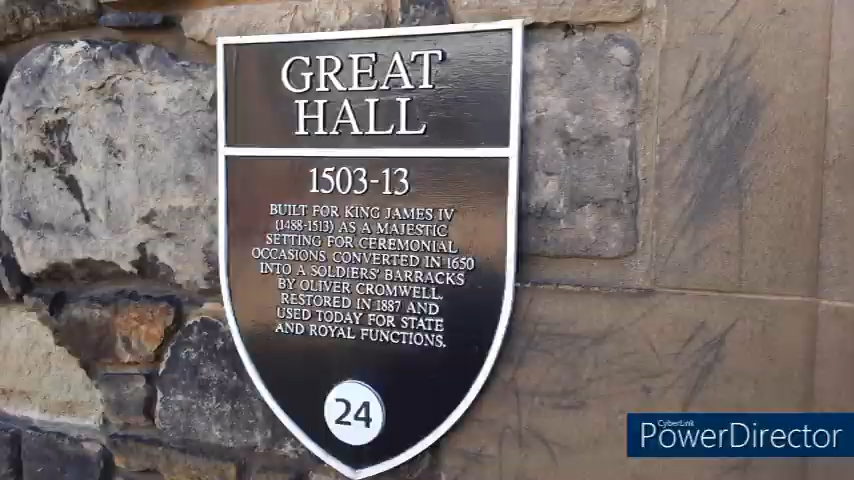 GREAT
HALL
1503-13
BUILT FOR KING JAMES IV
(1488-1513) AS A MAJESTIC
SETTING FOR CEREMONIAL
OCCASIONS. CONVERTED IN 1650
INTO A SOLDIERS' BARRACKS
BY OLIVER CROMWELL.
RESTORED IN 1887 AND
USED TODAY FOR STATE
AND ROYAL FUNCTIONS.
24
CyberLink
PowerDirector